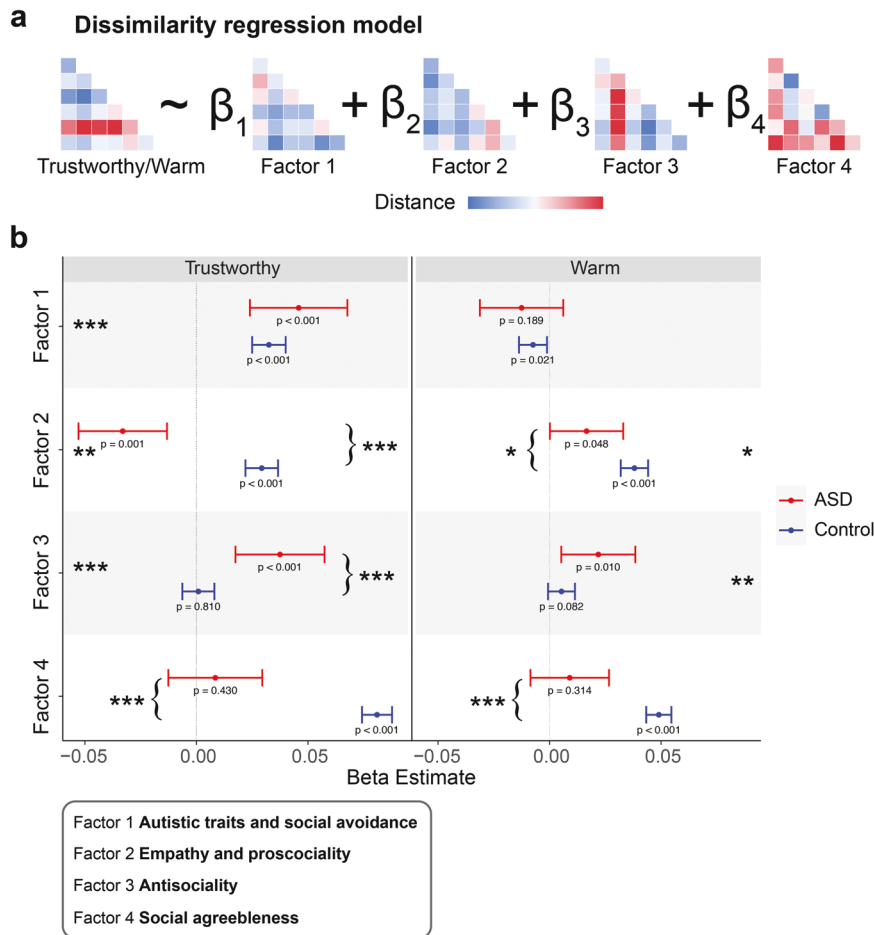 a
Dissimilarity regression model
~ β1 + β2 + β3 + β4
Trustworthy/Warm Factor 1 Factor 2 Factor 3 Factor 4
Distance
b
Trustworthy Warm
Factor 1
***
p < 0.001
p < 0.001
p = 0.189
p = 0.021
Factor 2
**
p = 0.001
p < 0.001
} ***
* {
p = 0.048
p < 0.001
*
Factor 3
***
p < 0.001
p = 0.810
} ***
p = 0.010
p = 0.082
**
Factor 4
*** {
p = 0.430
p < 0.001
*** {
p = 0.314
p < 0.001
ASD
Control
−0.05 0.00 0.05 −0.05 0.00 0.05
Beta Estimate
Factor 1 Autistic traits and social avoidance
Factor 2 Empathy and proscociality
Factor 3 Antisociality
Factor 4 Social agreebleness